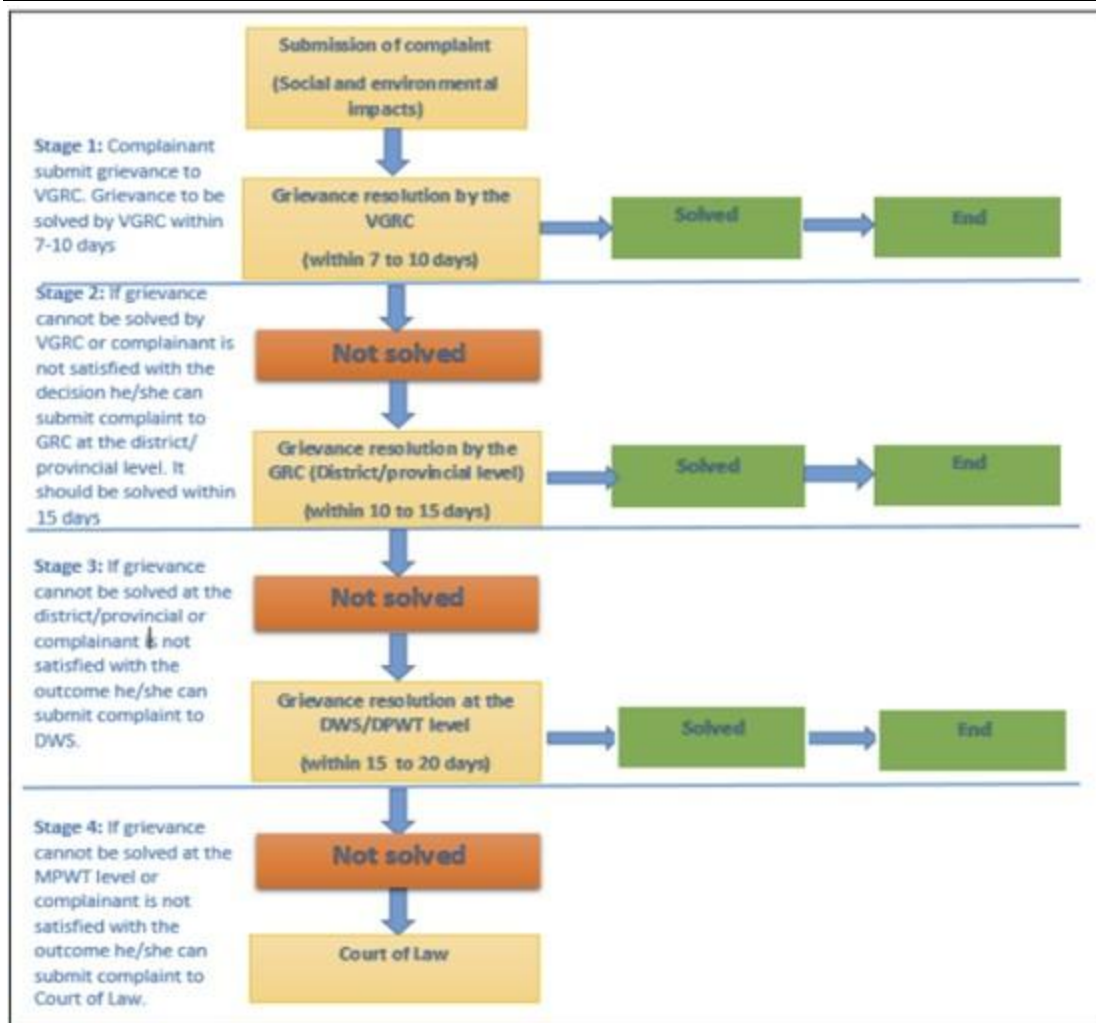 Submission of complaint
(Social and environmental
impacts)
Stage 1: Complainant
submit grievance to
VGRC. Grievance to be
solved by VGRC within
7-10 days
Grievance resolution by the
VGRC
(within 7 to 10 days)
Solved
End
Stage 2: If grievance
cannot be solved by
VGRC or complainant is
not satisfied with the
decision he/she can
submit complaint to
GRC at the district/
provincial level. It
should be solved within
15 days
Not solved
Grievance resolution by the
GRC (District/provincial level)
(within 10 to 15 days)
Solved
End
Stage 3: If grievance
cannot be solved at the
district/provincial or
complainant is not
satisfied with the
outcome he/she can
submit complaint to
DWS.
Not solved
Grievance resolution at the
DWS/DPWT level
(within 15 to 20 days)
Solved
End
Stage 4: If grievance
cannot be solved at the
MPWT level or
complainant is not
satisfied with the
outcome he/she can
submit complaint to
Court of Law.
Not solved
Court of Law